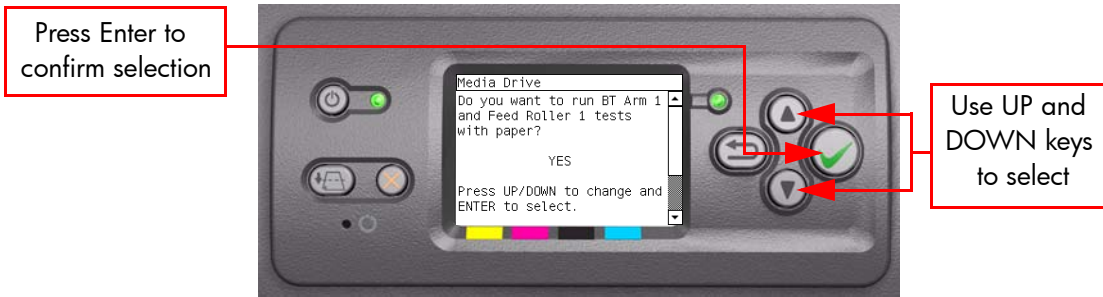 Press Enter to
confirm selection
Media Drive
Do you want to run BT Arm 1
and Feed Roller 1 tests
with paper?
YES
Press UP/DOWN to change and
ENTER to select.
Use UP and
DOWN keys
to select